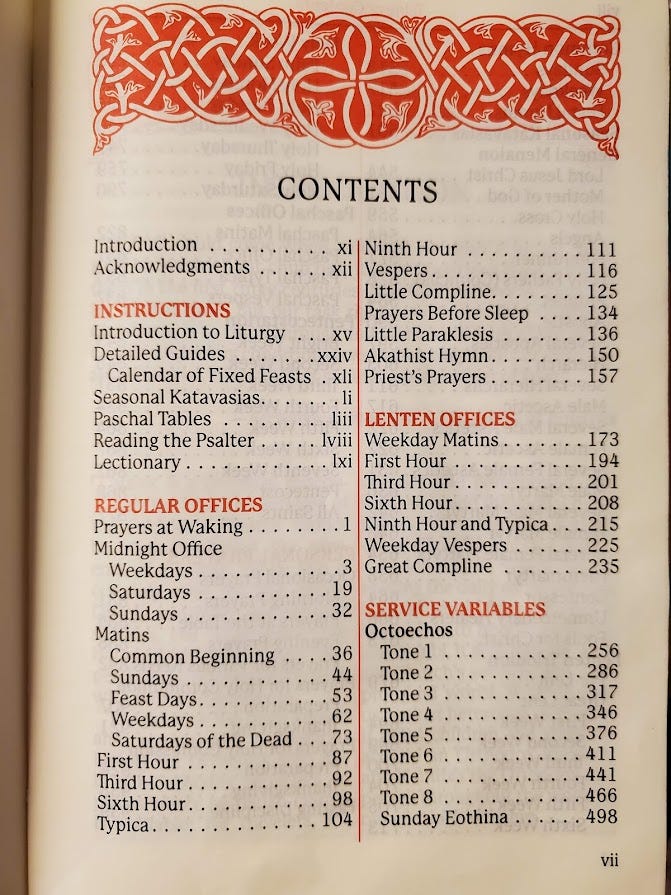 CONTENTS
Introduction . . . . . . . . . . xi
Acknowledgments . . . . . . xii
INSTRUCTIONS
Introduction to Liturgy . . . xv
Detailed Guides . . . . . . . xxiv
Calendar of Fixed Feasts . xli
Seasonal Katavasias. . . . . . . . li
Paschal Tables . . . . . . . . . liii
Reading the Psalter . . . . . lviii
Lectionary . . . . . . . . . . . . lxi
REGULAR OFFICES
Prayers at Waking . . . . . . . . 1
Midnight Office
Weekdays . . . . . . . . . . . . 3
Saturdays . . . . . . . . . . . 19
Sundays . . . . . . . . . . . . 32
Matins
Common Beginning . . . . 36
Sundays . . . . . . . . . . . . 44
Feast Days. . . . . . . . . . . 53
Weekdays . . . . . . . . . . . 62
Saturdays of the Dead . . . 73
First Hour . . . . . . . . . . . . 87
Third Hour . . . . . . . . . . . . 92
Sixth Hour. . . . . . . . . . . . 98
Typica. . . . . . . . . . . . . . 104
Ninth Hour . . . . . . . . . . 111
Vespers . . . . . . . . . . . . . 116
Little Compline. . . . . . . . 125
Prayers Before Sleep . . . . 134
Little Paraklesis . . . . . . . 136
Akathist Hymn. . . . . . . . . 150
Priest's Prayers . . . . . . . . 157
LENTEN OFFICES
Weekday Matins . . . . . . . . 173
First Hour . . . . . . . . . . . 194
Third Hour . . . . . . . . . . . 201
Sixth Hour. . . . . . . . . . . 208
Ninth Hour and Typica . . . 215
Weekday Vespers . . . . . . . 225
Great Compline . . . . . . . . 235
SERVICE VARIABLES
Octoechos
Tone 1 . . . . . . . . . . . . 256
Tone 2 . . . . . . . . . . . . 286
Tone 3 . . . . . . . . . . . . 317
Tone 4 . . . . . . . . . . . . 346
Tone 5 . . . . . . . . . . . . 376
Tone 6 . . . . . . . . . . . . 411
Tone 7 . . . . . . . . . . . . 441
Tone 8 . . . . . . . . . . . . 466
Sunday Eothina . . . . . . . 498
vii